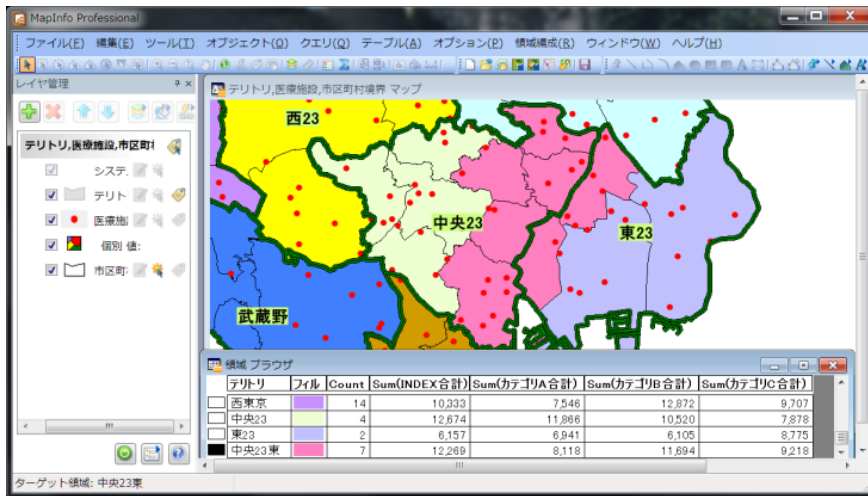 MapInfo Professional
ファイル(F) 編集(E) ツール(T) オブジェクト(O) クエリ(Q) テーブル(A) オプション(P) 領域編成(R) ウィンドウ(W) ヘルプ(H)
レイヤ管理
テリトリ,医療施設,市区町村
システ.
テリト
医療施
個別 値:
市区町
テリトリ,医療施設,市区町村境界 マップ
西23
中央23
東23
武蔵野
領域 ブラウザ
テリトリ フィル Count Sum(INDEX合計) Sum(カテゴリA合計) Sum(カテゴリB合計) Sum(カテゴリC合計)
西東京 14 10,333 7,546 12,872 9,707
中央23 4 12,674 11,866 10,520 7,878
東23 2 6,157 6,941 6,105 8,775
中央23東 7 12,269 8,118 11,694 9,218
ターゲット領域: 中央23東